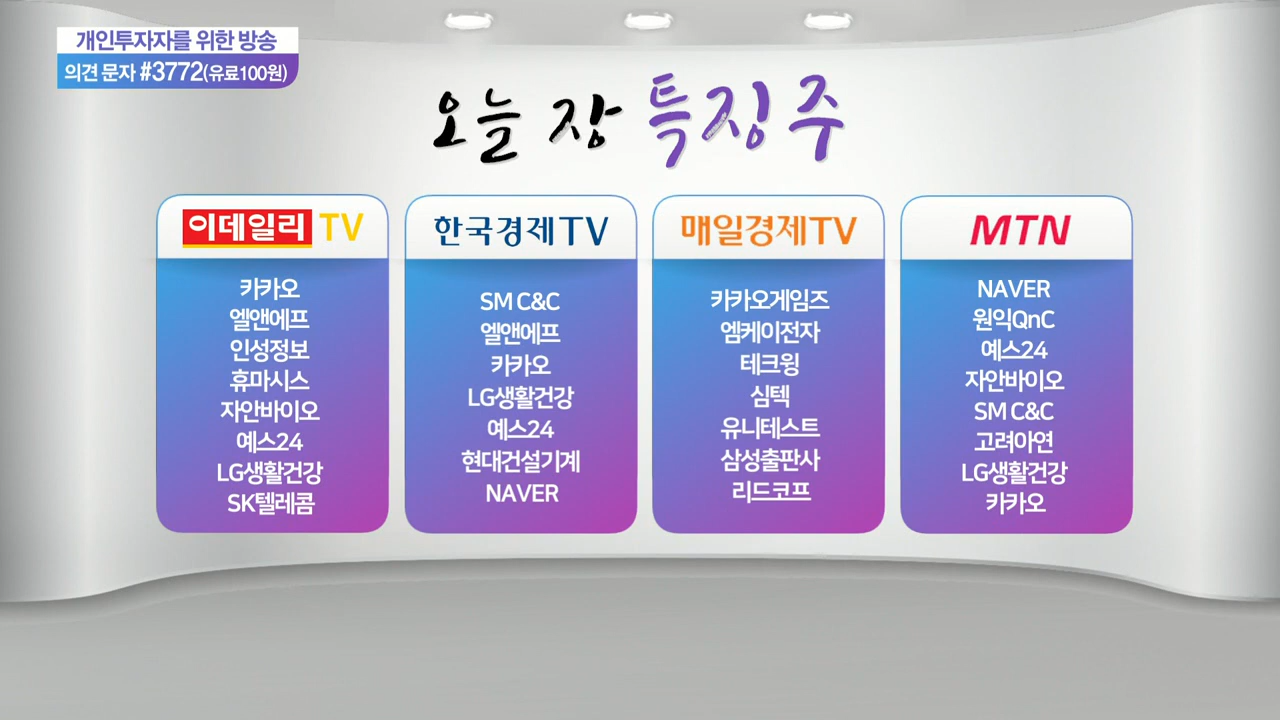 개인투자자를 위한 방송
의견 문자 #3772(유료100원)
오늘 장 특징주
이데일리 TV
카카오
엘앤에프
인성정보
휴마시스
자안바이오
예스24
LG생활건강
SK텔레콤
한국경제TV
SM C&C
엘앤에프
카카오
LG생활건강
예스24
현대건설기계
NAVER
매일경제TV
카카오게임즈
엠케이전자
테크윙
심텍
유니테스트
삼성출판사
리드코프
MTN
NAVER
원익QnC
예스24
자안바이오
SM C&C
고려아연
LG생활건강
카카오